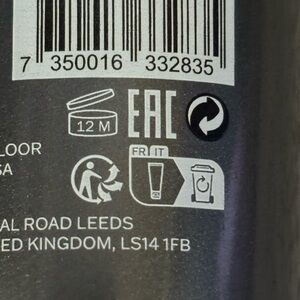 7 350016 332835
12 M EAC
LOOR
SA
FR IT
AL ROAD LEEDS
ED KINGDOM, LS14 1FB